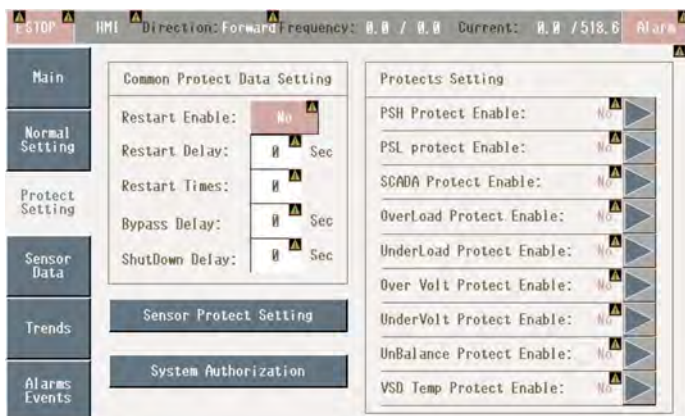 ESTOP HMI Direction: Forward Frequency: 0.0 / 0.0 Current: 0.0 /518.6 Alarm
Main
Normal
Setting
Protect
Setting
Sensor
Data
Trends
Alarms
Events
Common Protect Data Setting
Restart Enable: No
Restart Delay: 0 Sec
Restart Times: 0
Bypass Delay: 0 Sec
ShutDown Delay: 0 Sec
Sensor Protect Setting
System Authorization
Protects Setting
PSH Protect Enable: No
PSL protect Enable: No
SCADA Protect Enable: No
OverLoad Protect Enable: No
UnderLoad Protect Enable: No
Over Volt Protect Enable: No
UnderVolt Protect Enable: No
UnBalance Protect Enable: No
VSD Temp Protect Enable: No